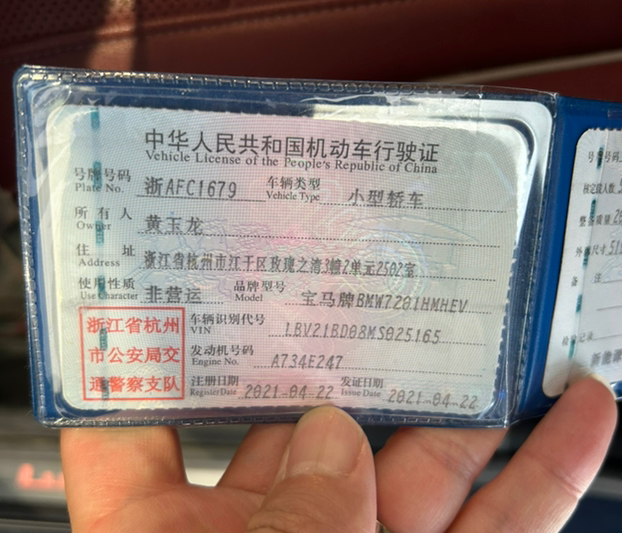 中华人民共和国机动车行驶证
Vehicle License of the People's Republic of China
号牌号码 Plate No. 浙AFC1679 车辆类型 Vehicle Type 小型轿车
所有人 Owner 黄玉龙
住址 Address 浙江省杭州市江干区玫瑰之湾3幢2单元2502室
使用性质 Use Character 非营运 品牌型号 Model 宝马牌BMW7201HMHEV
浙江省杭州
市公安局交
通警察支队
车辆识别代号 VIN LBV21BD08MS025165
发动机号码 Engine No. A734E247
注册日期 Register Date 2021-04-22 发证日期 Issue Date 2021-04-22